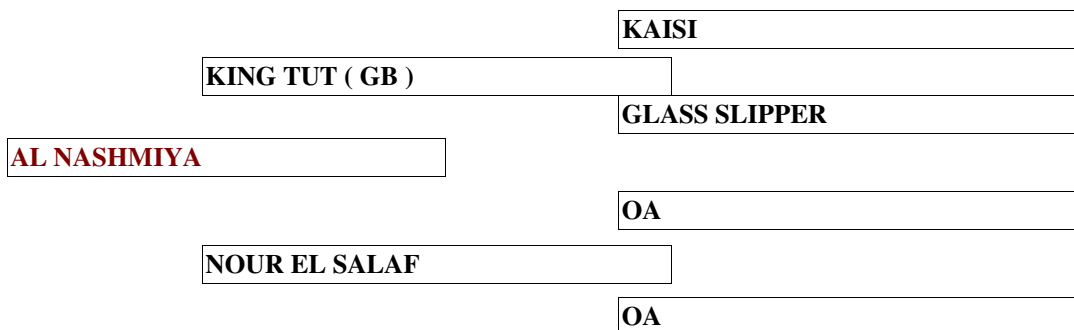 KAISI
KING TUT ( GB )
GLASS SLIPPER
AL NASHMIYA
OA
NOUR EL SALAF
OA